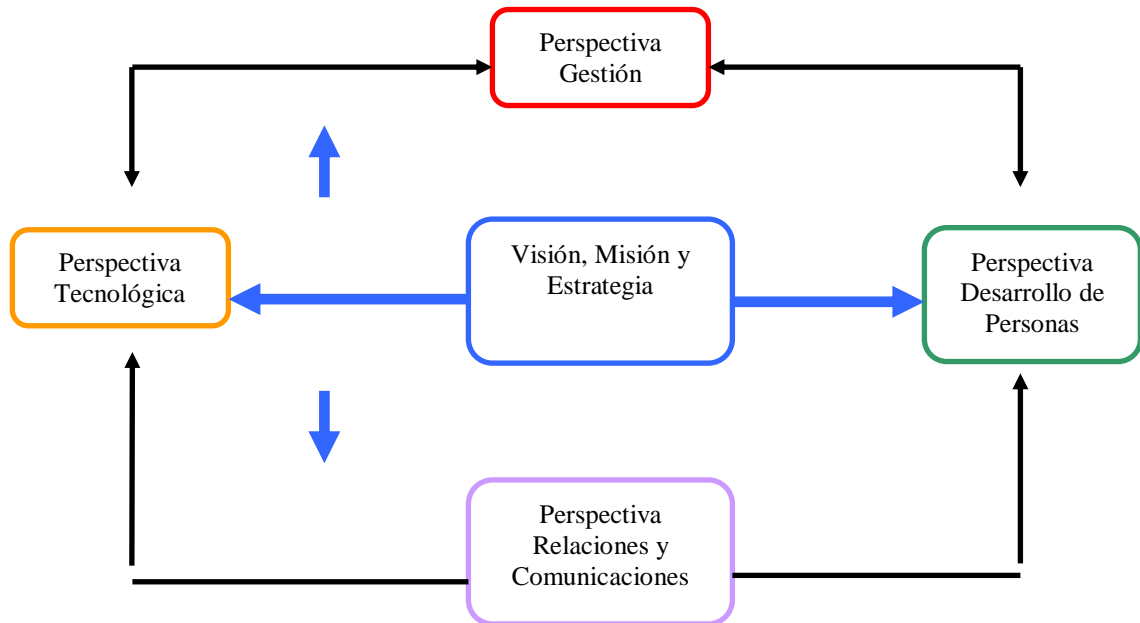 Perspectiva
Gestión
Perspectiva
Tecnológica
Visión, Misión y
Estrategia
Perspectiva
Desarrollo de
Personas
Perspectiva
Relaciones y
Comunicaciones